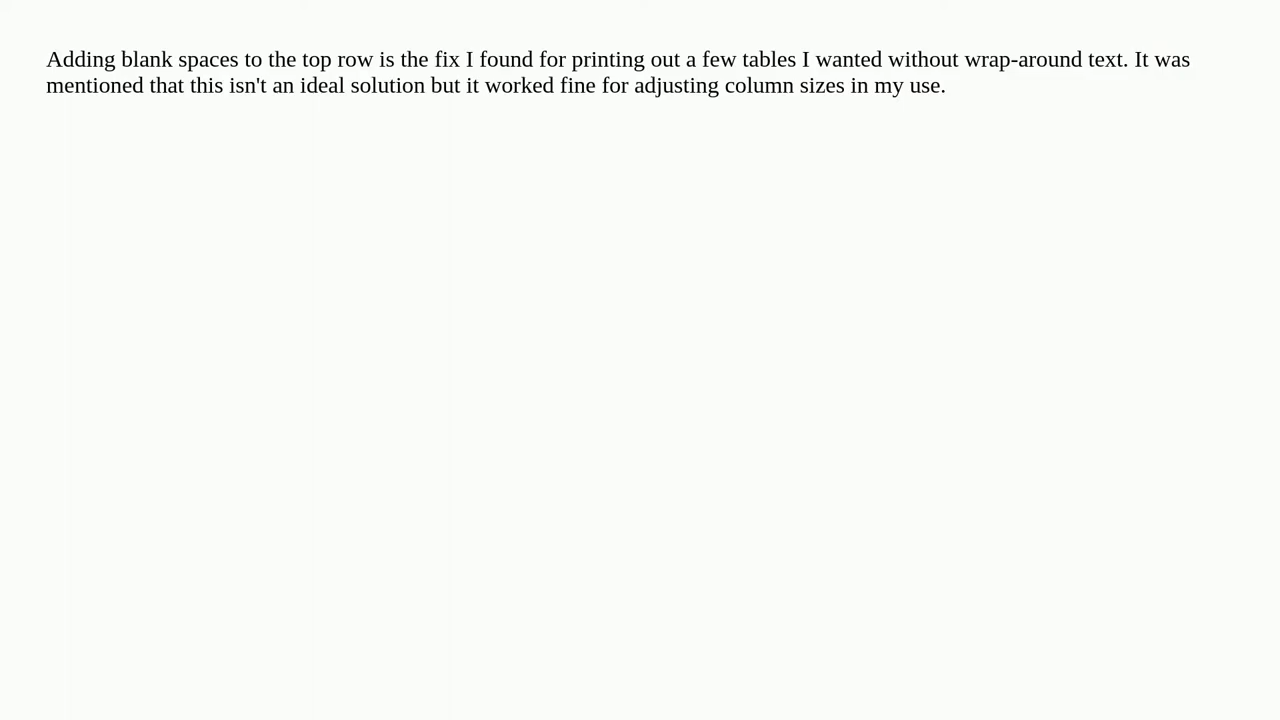 Adding blank spaces to the top row is the fix I found for printing out a few tables I wanted without wrap-around text. It was
mentioned that this isn't an ideal solution but it worked fine for adjusting column sizes in my use.